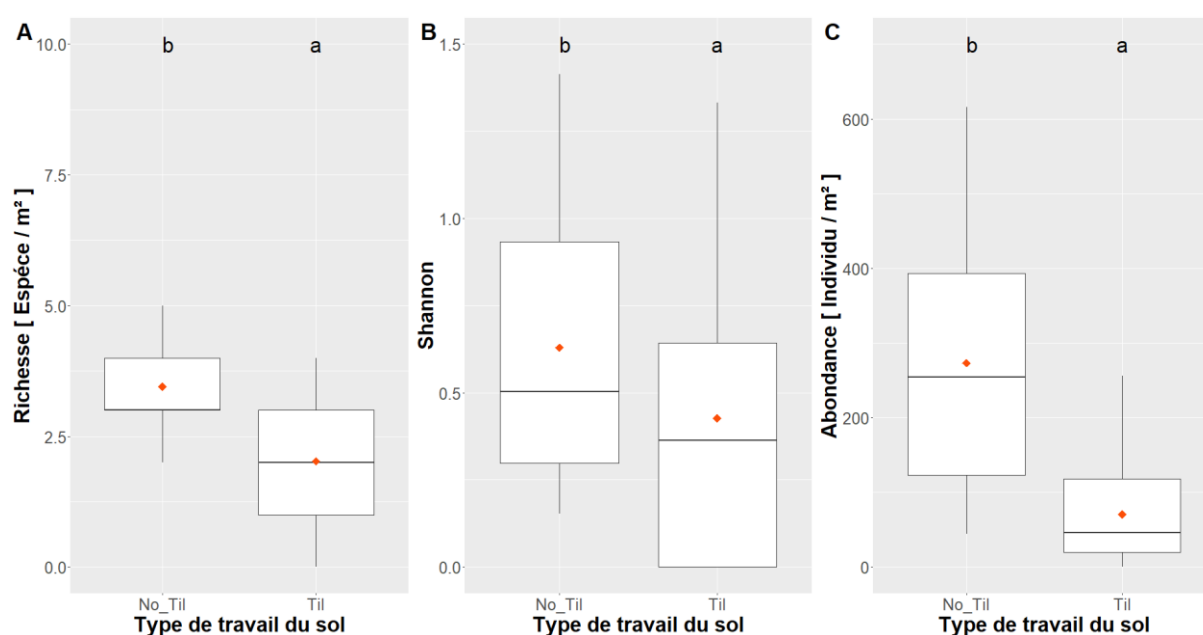 A
b
a
10.0
7.5
5.0
2.5
0.0
Richesse [ Espéce / m² ]
No_Til
Til
Type de travail du sol
B
b
a
1.5
1.0
0.5
0.0
Shannon
No_Til
Til
Type de travail du sol
C
b
a
600
400
200
0
Abondance [ Individu / m² ]
No_Til
Til
Type de travail du sol